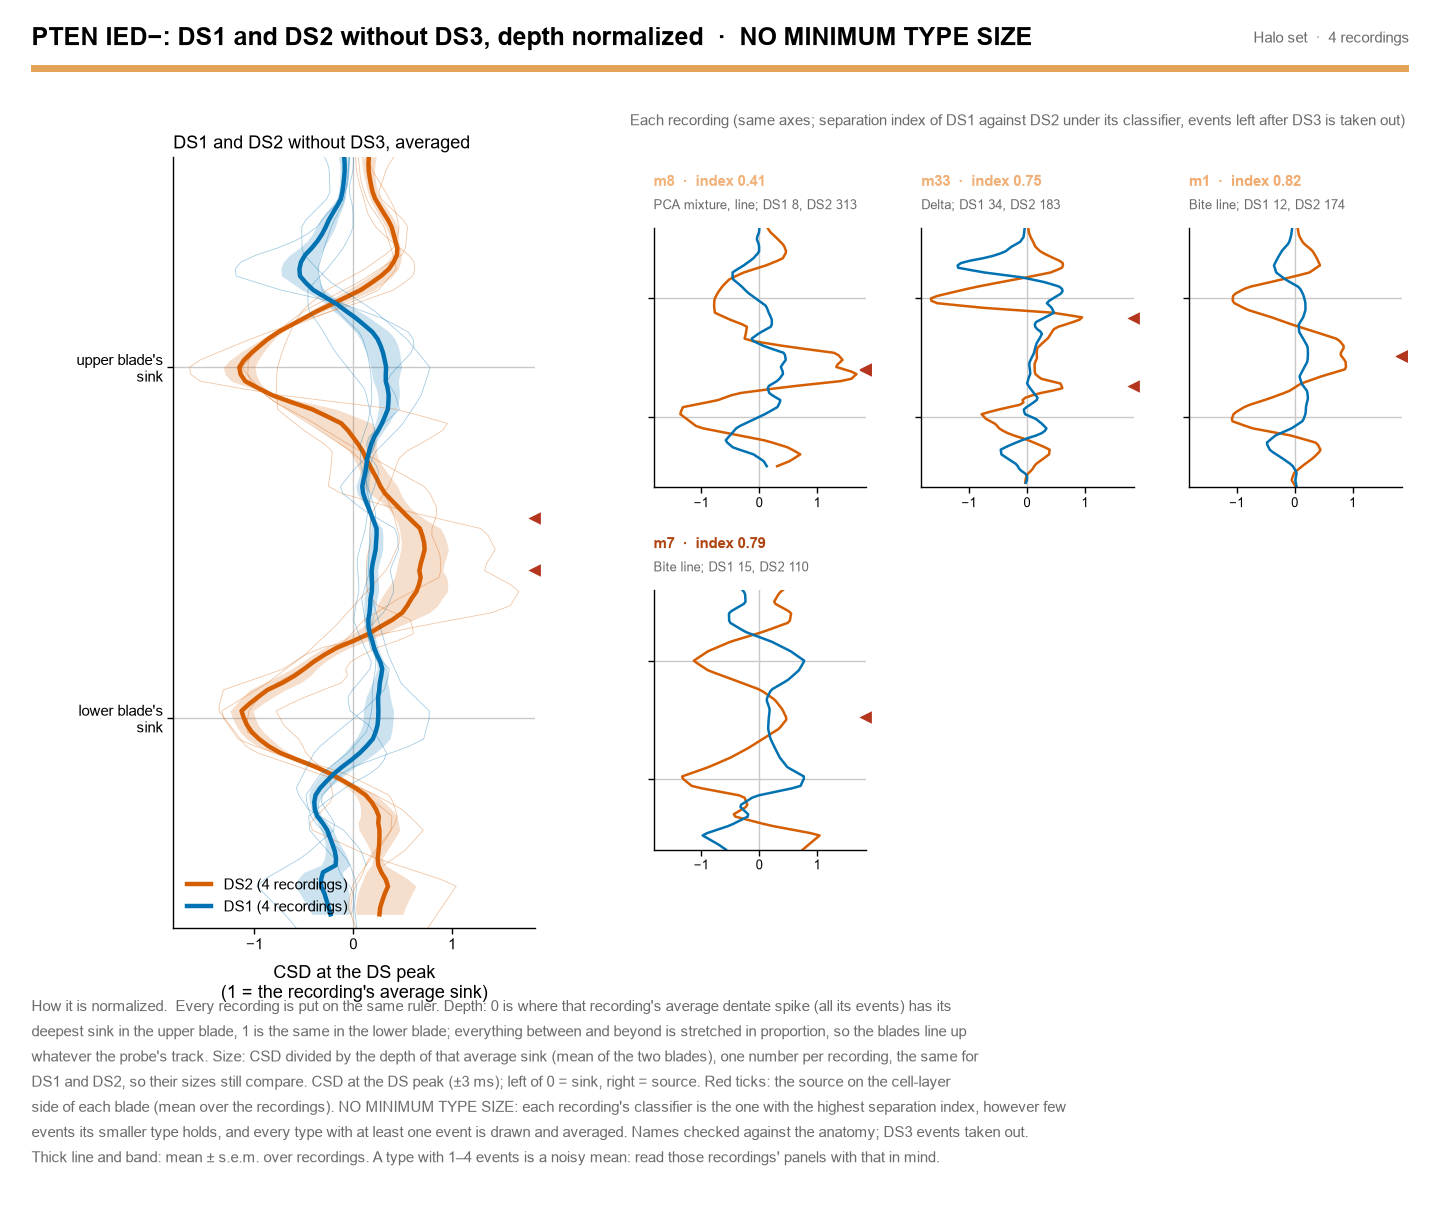 PTEN IED−: DS1 and DS2 without DS3, depth normalized · NO MINIMUM TYPE SIZE
Halo set · 4 recordings
Each recording (same axes; separation index of DS1 against DS2 under its classifier, events left after DS3 is taken out)
DS1 and DS2 without DS3, averaged
upper blade's
sink
lower blade's
sink
DS2 (4 recordings)
DS1 (4 recordings)
−1 0 1
CSD at the DS peak
(1 = the recording's average sink)
m8 · index 0.41
PCA mixture, line; DS1 8, DS2 313
−1 0 1
m33 · index 0.75
Delta; DS1 34, DS2 183
−1 0 1
m1 · index 0.82
Bite line; DS1 12, DS2 174
−1 0 1
m7 · index 0.79
Bite line; DS1 15, DS2 110
−1 0 1
How it is normalized. Every recording is put on the same ruler. Depth: 0 is where that recording's average dentate spike (all its events) has its
deepest sink in the upper blade, 1 is the same in the lower blade; everything between and beyond is stretched in proportion, so the blades line up
whatever the probe's track. Size: CSD divided by the depth of that average sink (mean of the two blades), one number per recording, the same for
DS1 and DS2, so their sizes still compare. CSD at the DS peak (±3 ms); left of 0 = sink, right = source. Red ticks: the source on the cell-layer
side of each blade (mean over the recordings). NO MINIMUM TYPE SIZE: each recording's classifier is the one with the highest separation index, however few
events its smaller type holds, and every type with at least one event is drawn and averaged. Names checked against the anatomy; DS3 events taken out.
Thick line and band: mean ± s.e.m. over recordings. A type with 1–4 events is a noisy mean: read those recordings' panels with that in mind.